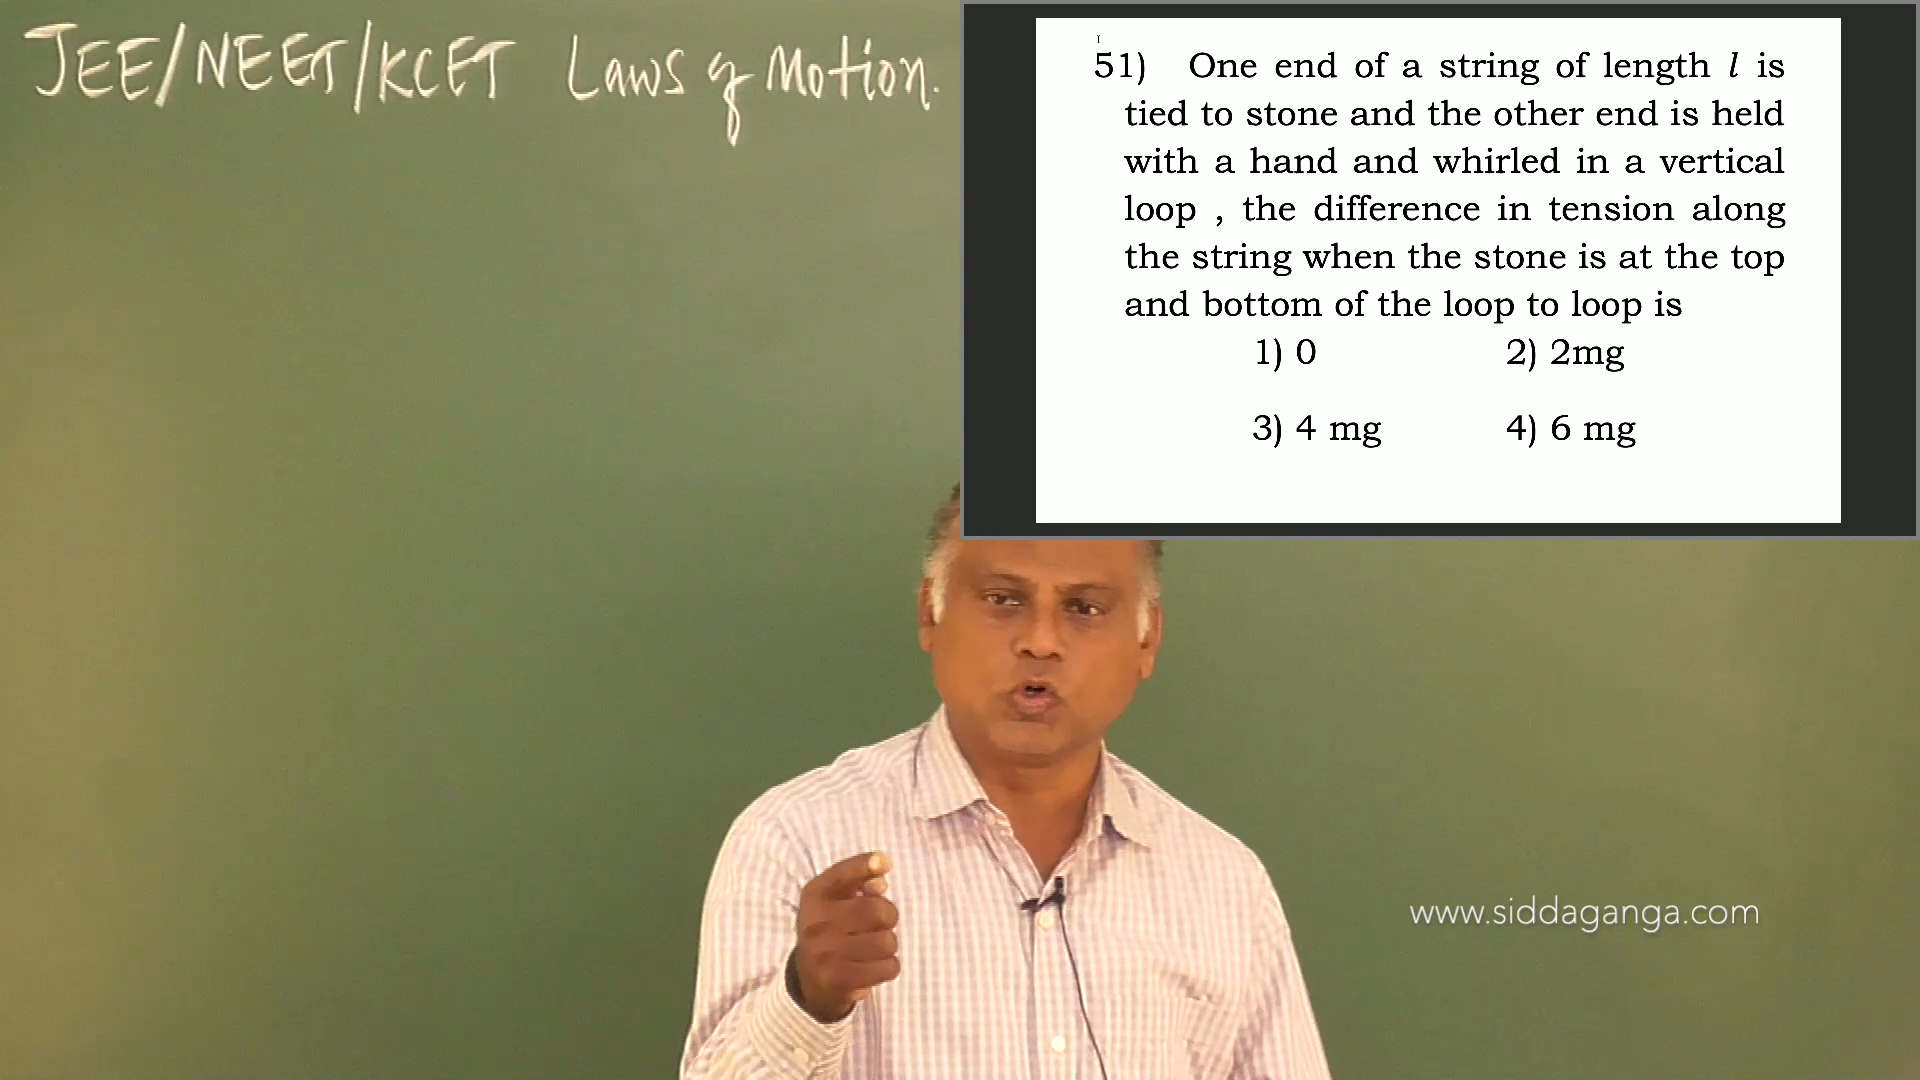 JEE/NEET/KCET Laws of Motion.
51) One end of a string of length l is
tied to stone and the other end is held
with a hand and whirled in a vertical
loop , the difference in tension along
the string when the stone is at the top
and bottom of the loop to loop is
1) 0 2) 2mg
3) 4 mg 4) 6 mg
www.siddaganga.com